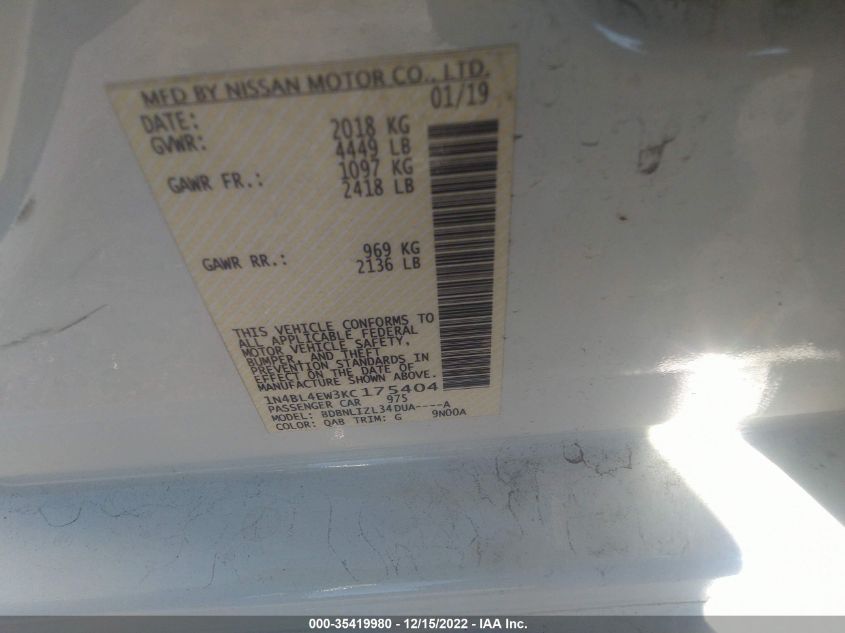 MFD BY NISSAN MOTOR CO., LTD.
DATE: 01/19
GVWR: 2018 KG
4449 LB
GAWR FR.: 1097 KG
2418 LB
GAWR RR.: 969 KG
2136 LB
THIS VEHICLE CONFORMS TO
ALL APPLICABLE FEDERAL
MOTOR VEHICLE SAFETY,
BUMPER, AND THEFT
PREVENTION STANDARDS IN
EFFECT ON THE DATE OF
MANUFACTURE SHOWN ABOVE.
1N4BL4EW3KC175404
PASSENGER CAR 975
MODEL: BDBNLIZL34DUA----A
COLOR: QAB TRIM: G 9N00A
000-35419980 - 12/15/2022 - IAA Inc.